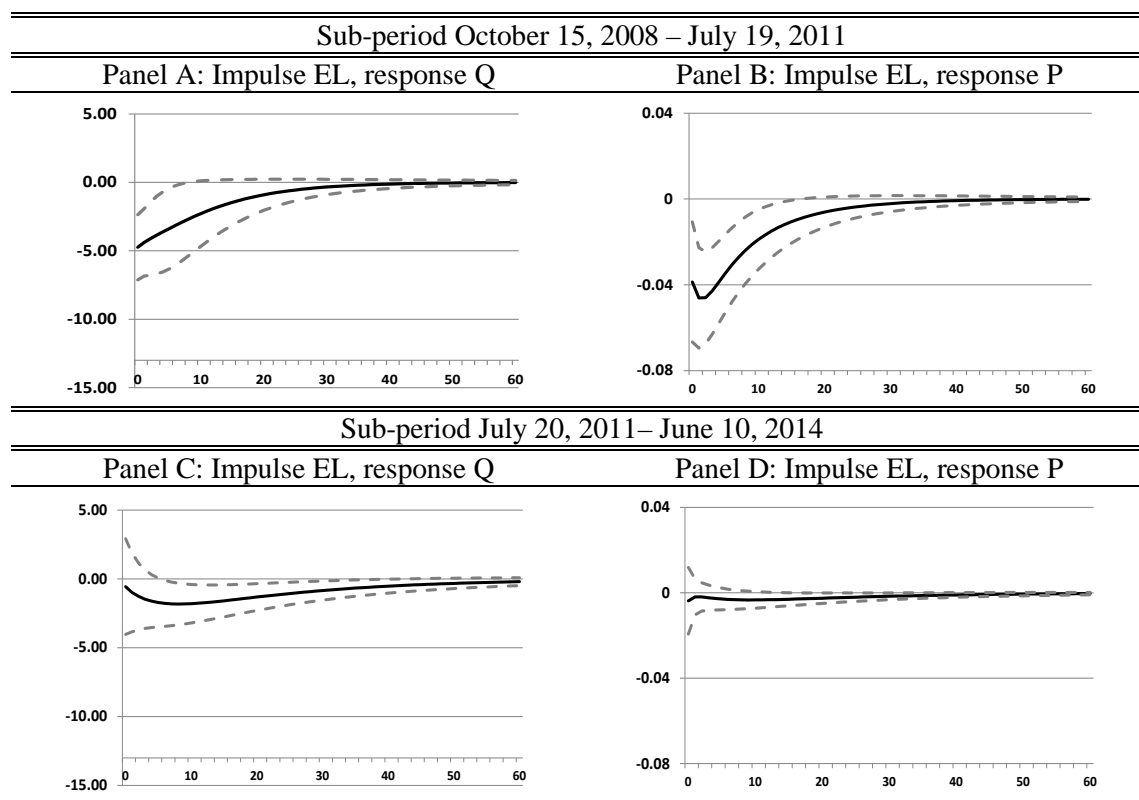 Sub-period October 15, 2008 – July 19, 2011
Panel A: Impulse EL, response Q
Panel B: Impulse EL, response P
5.00
0.00
-5.00
-10.00
-15.00
0 10 20 30 40 50 60
0.04
0
-0.04
-0.08
0 10 20 30 40 50 60
Sub-period July 20, 2011– June 10, 2014
Panel C: Impulse EL, response Q
Panel D: Impulse EL, response P
5.00
0.00
-5.00
-10.00
-15.00
0 10 20 30 40 50 60
0.04
0
-0.04
-0.08
0 10 20 30 40 50 60